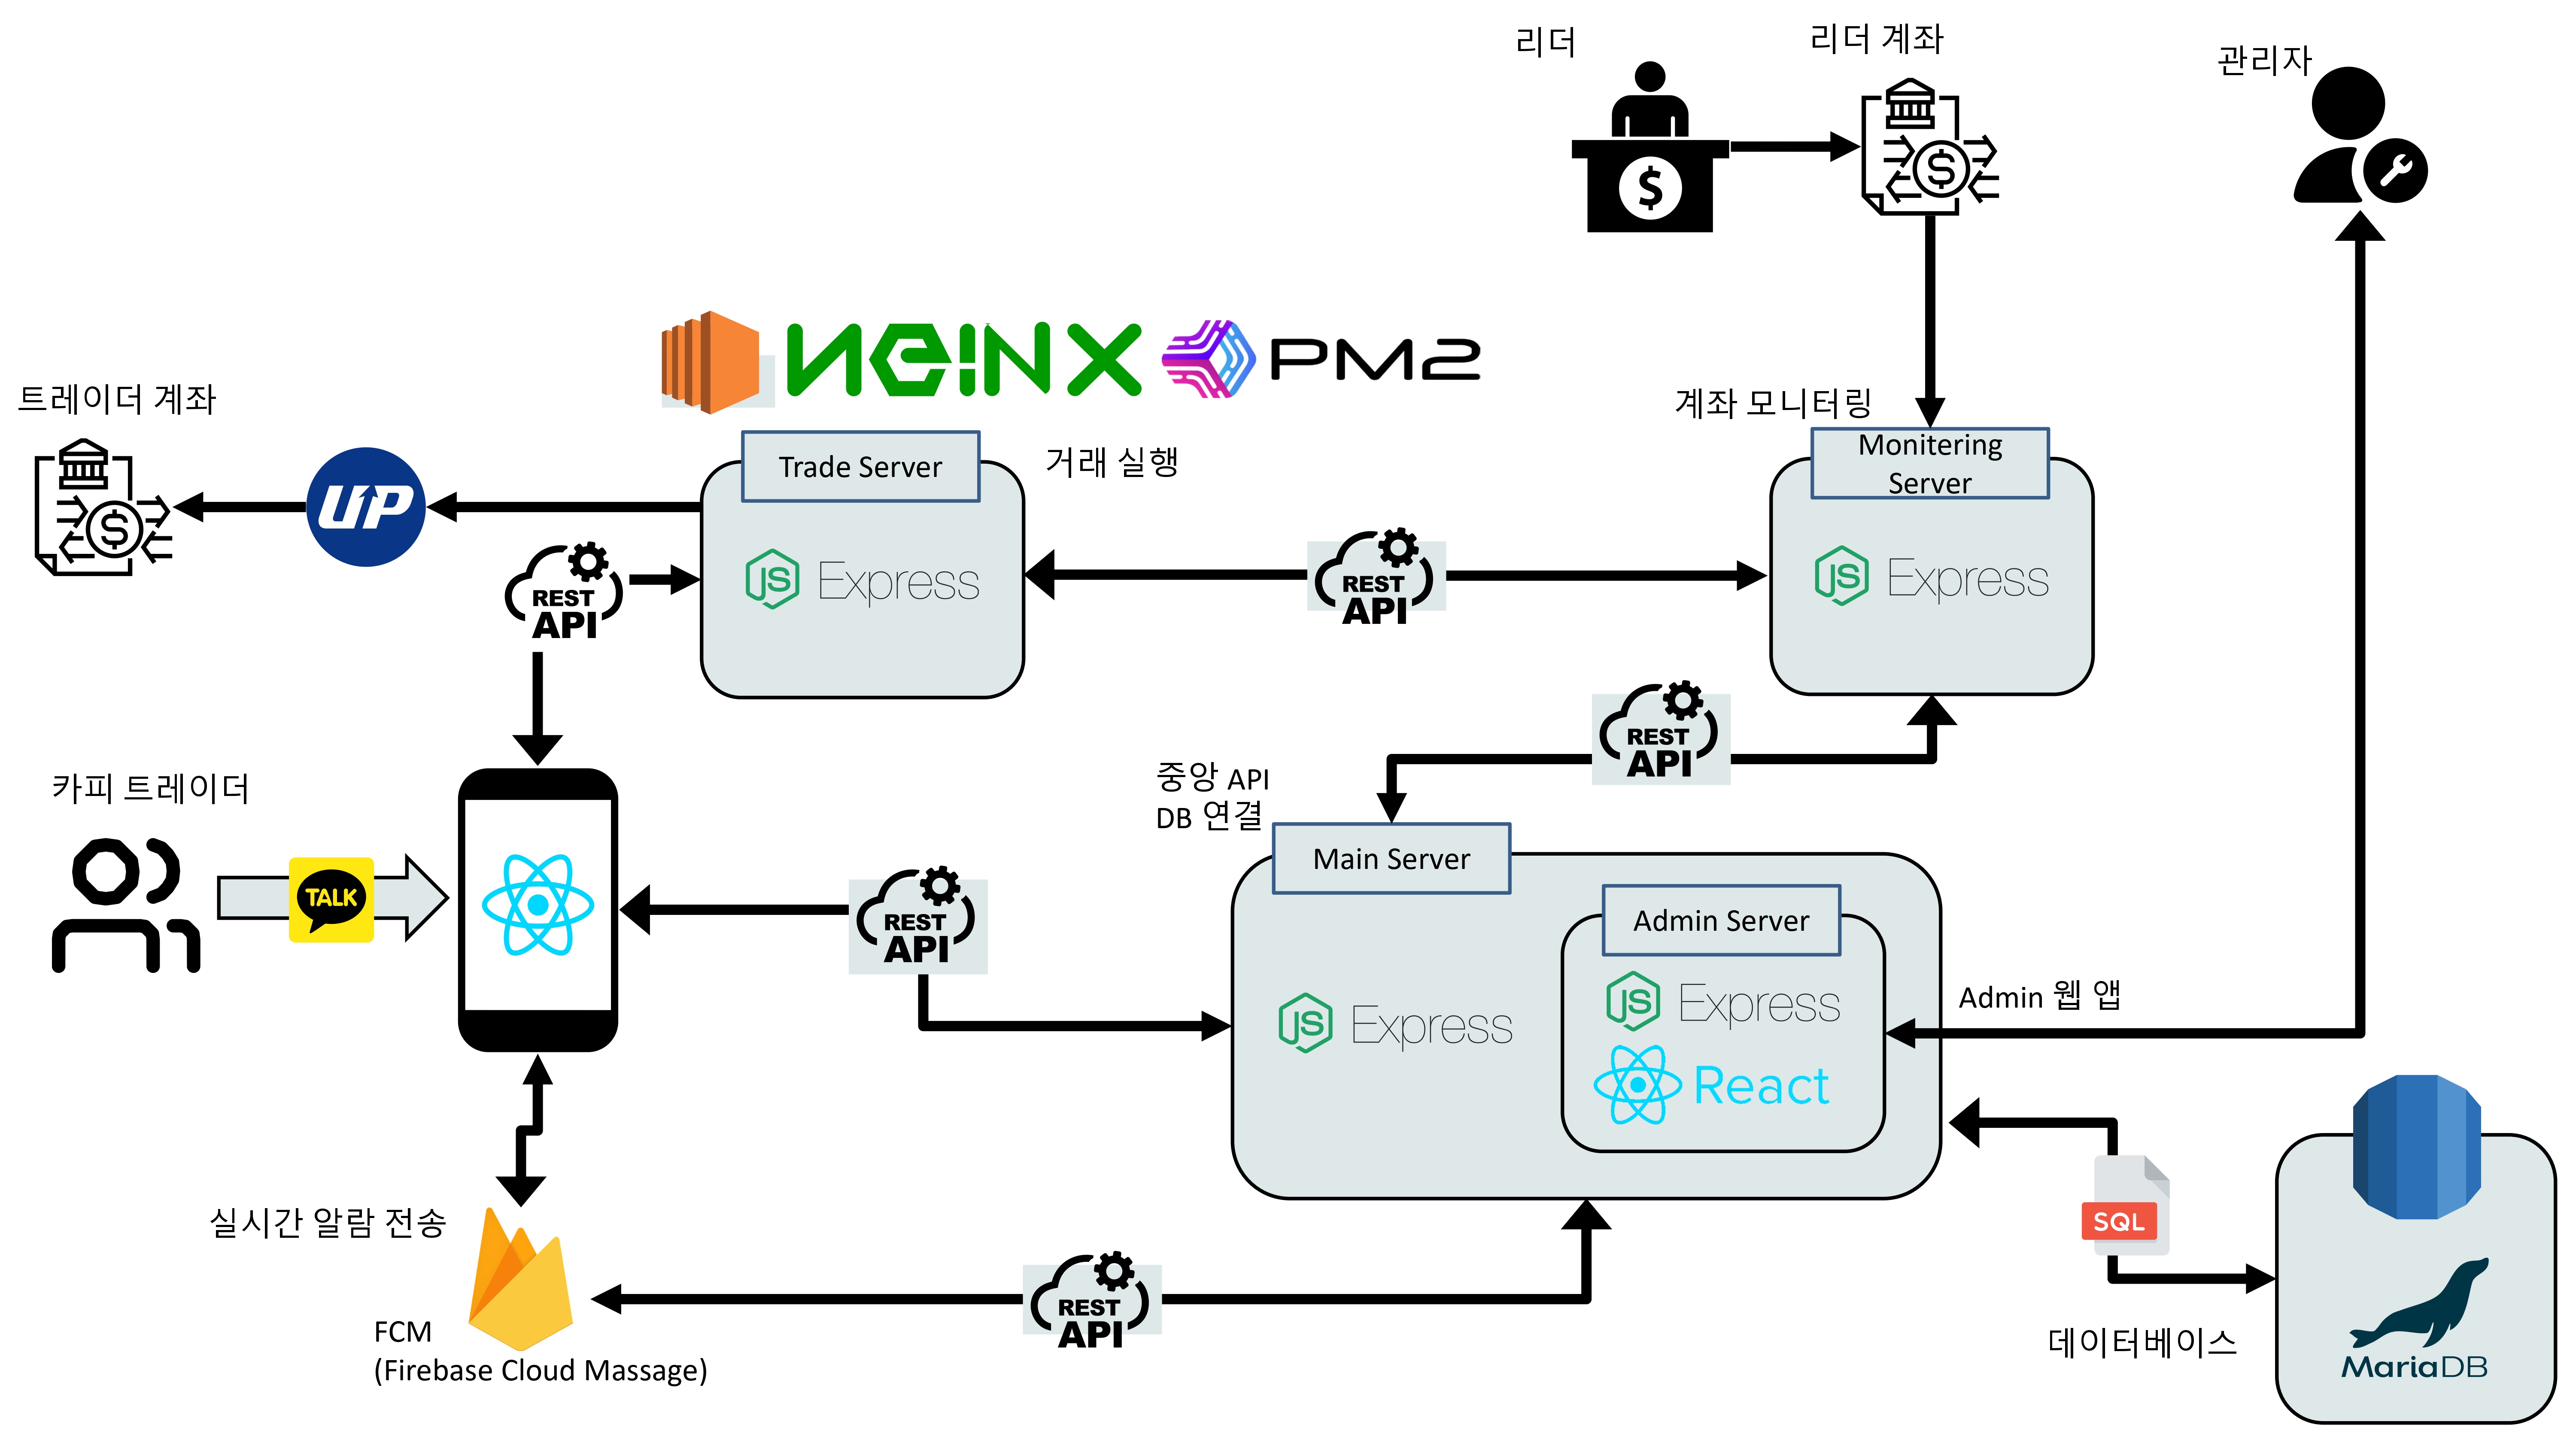 리더
리더 계좌
관리자
NGINX
PM2
트레이더 계좌
계좌 모니터링
Trade Server
거래 실행
Monitering
Server
UP
JS Express
JS Express
REST
API
REST
API
REST
API
카피 트레이더
중앙 API
DB 연결
Main Server
TALK
REST
API
Admin Server
JS Express
JS Express
React
Admin 웹 앱
실시간 알람 전송
SQL
FCM
(Firebase Cloud Massage)
REST
API
데이터베이스
MariaDB